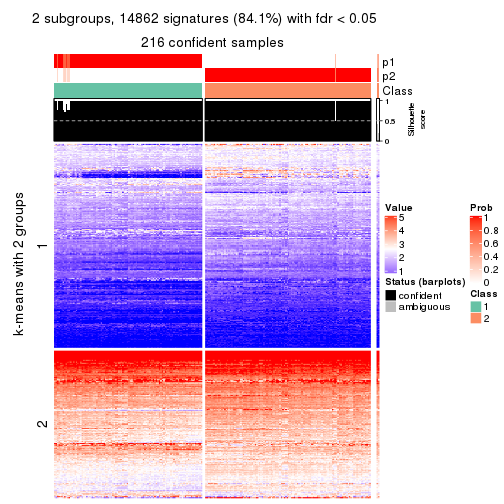 2 subgroups, 14862 signatures (84.1%) with fdr < 0.05
216 confident samples
p1
p2
Class
1
0.5
0
Silhouette
score
k-means with 2 groups
1
2
Value
5
4
3
2
1
Status (barplots)
confident
ambiguous
Prob
1
0.8
0.6
0.4
0.2
0
Class
1
2